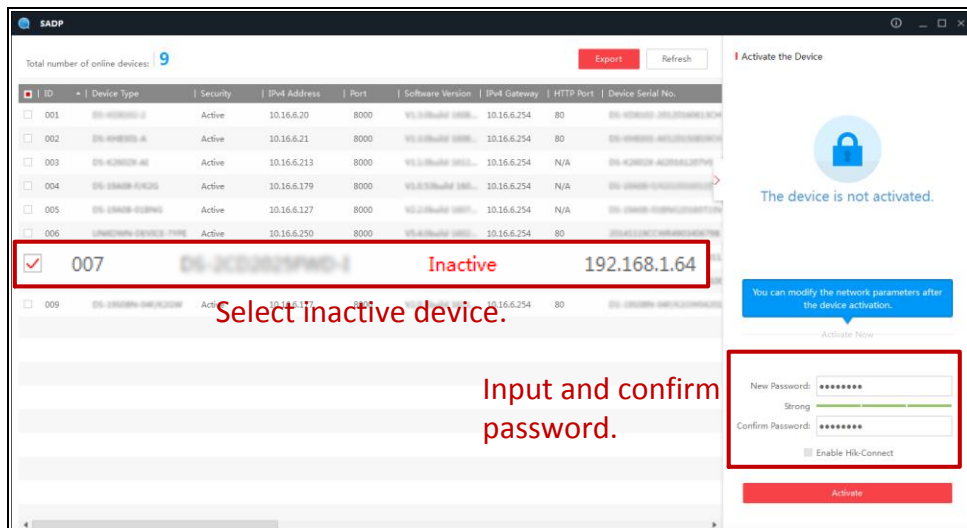 SADP
Total number of online devices: 9
Export
Refresh
Activate the Device
ID | Device Type | Security | IPv4 Address | Port | Software Version | IPv4 Gateway | HTTP Port | Device Serial No.
001 Active 10.16.6.20 8000 10.16.6.254 80
002 Active 10.16.6.21 8000 10.16.6.254 80
003 Active 10.16.6.213 8000 10.16.6.254 N/A
004 Active 10.16.6.179 8000 10.16.6.254 N/A
005 Active 10.16.6.127 8000 10.16.6.254 N/A
006 Active 10.16.6.250 8000 10.16.6.254 80
007 Inactive 192.168.1.64
009 10.16.6.254 80
Select inactive device.
Input and confirm
password.
The device is not activated.
You can modify the network parameters after
the device activation.
Activate Now
New Password: ●●●●●●●●
Strong
Confirm Password: ●●●●●●●●
Enable Hik-Connect
Activate